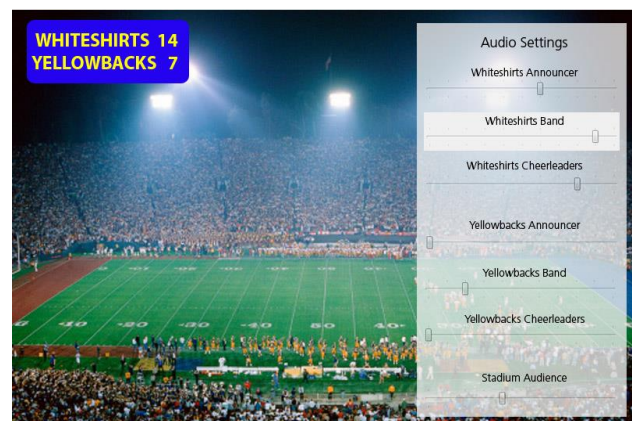 WHITESHIRTS 14
YELLOWBACKS 7
Audio Settings
Whiteshirts Announcer
Whiteshirts Band
Whiteshirts Cheerleaders
Yellowbacks Announcer
Yellowbacks Band
Yellowbacks Cheerleaders
Stadium Audience